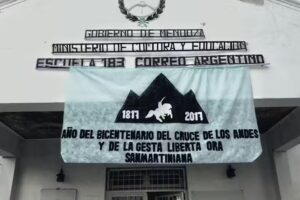 GOBIERNO DE MENDOZA
MINISTERIO DE CULTURA Y EDUCACION
ESCUELA 183 CORREO ARGENTINO
1817 2017
AÑO DEL BICENTENARIO DEL CRUCE DE LOS ANDES
Y DE LA GESTA LIBERTA ORA
SANMARTINIANA